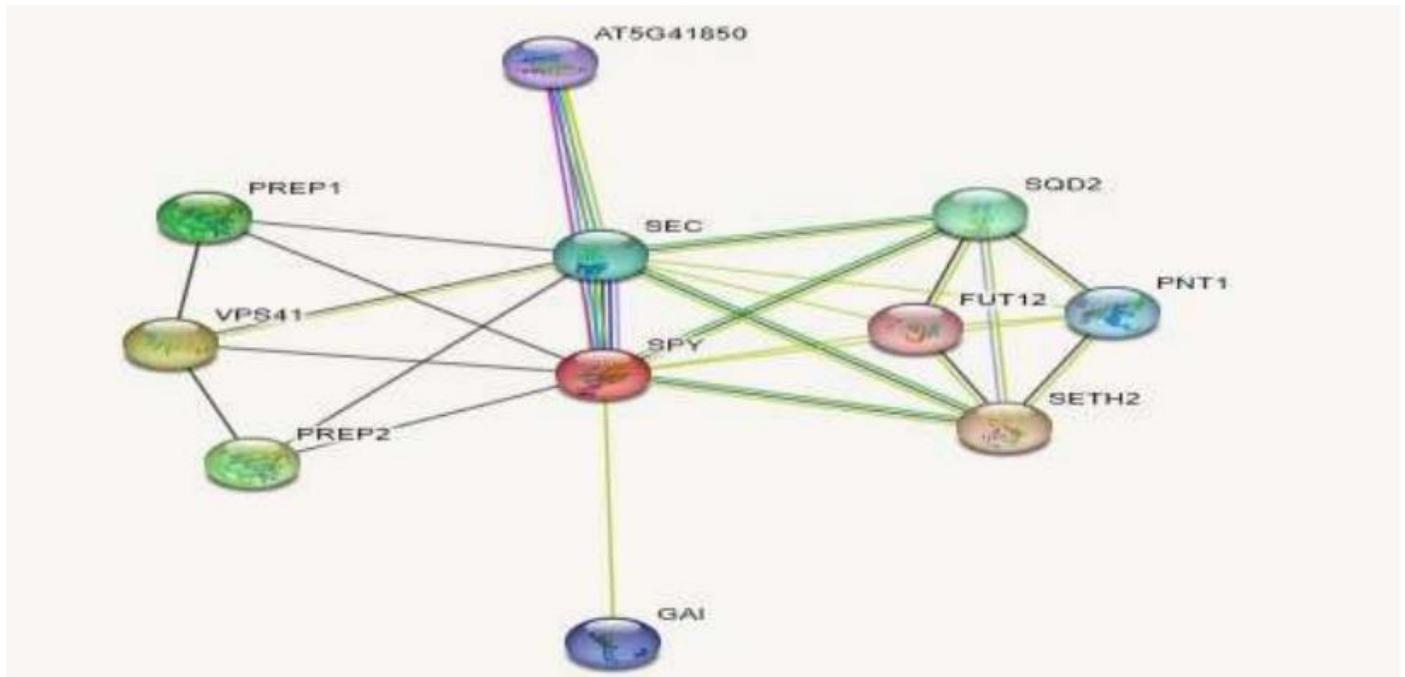 AT5G41850
PREP1
SQD2
SEC
PNT1
FUT12
VPS41
SPY
SETH2
PREP2
GAI